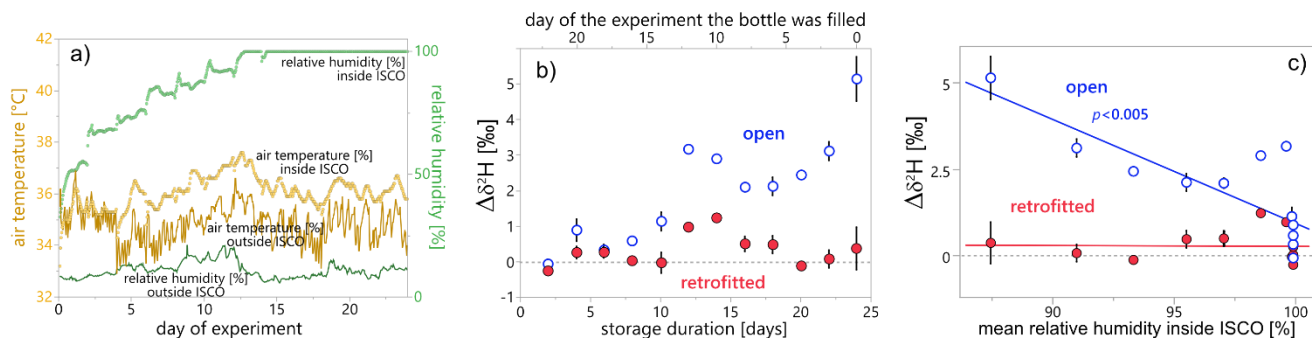 a)
42
40
38
36
34
32
air temperature [°C]
100
50
0
relative humidity [%]
relative humidity [%]
inside ISCO
air temperature [%]
inside ISCO
air temperature [%]
outside ISCO
relative humidity [%]
outside ISCO
0 5 10 15 20
day of experiment
day of the experiment the bottle was filled
20 15 10 5 0
b)
5
4
3
2
1
0
-1
Δδ²H [‰]
open
retrofitted
0 5 10 15 20 25
storage duration [days]
c)
5
4
3
2
1
0
Δδ²H [‰]
open
p<0.005
retrofitted
90 95 100
mean relative humidity inside ISCO [%]